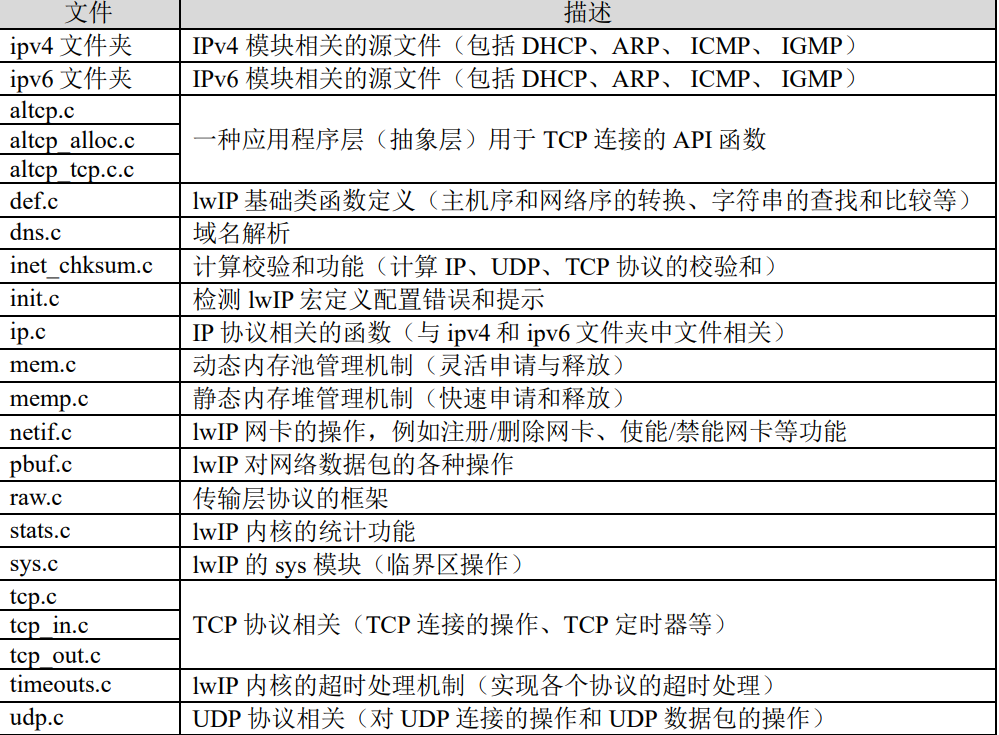 文件 描述
ipv4 文件夹 IPv4 模块相关的源文件（包括 DHCP、ARP、 ICMP、 IGMP）
ipv6 文件夹 IPv6 模块相关的源文件（包括 DHCP、ARP、 ICMP、 IGMP）
altcp.c
altcp_alloc.c 一种应用程序层（抽象层）用于 TCP 连接的 API 函数
altcp_tcp.c.c
def.c lwIP 基础类函数定义（主机序和网络序的转换、字符串的查找和比较等）
dns.c 域名解析
inet_chksum.c 计算校验和功能（计算 IP、UDP、TCP 协议的校验和）
init.c 检测 lwIP 宏定义配置错误和提示
ip.c IP 协议相关的函数（与 ipv4 和 ipv6 文件夹中文件相关）
mem.c 动态内存池管理机制（灵活申请与释放）
memp.c 静态内存堆管理机制（快速申请和释放）
netif.c lwIP 网卡的操作，例如注册/删除网卡、使能/禁能网卡等功能
pbuf.c lwIP 对网络数据包的各种操作
raw.c 传输层协议的框架
stats.c lwIP 内核的统计功能
sys.c lwIP 的 sys 模块（临界区操作）
tcp.c
tcp_in.c TCP 协议相关（TCP 连接的操作、TCP 定时器等）
tcp_out.c
timeouts.c lwIP 内核的超时处理机制（实现各个协议的超时处理）
udp.c UDP 协议相关（对 UDP 连接的操作和 UDP 数据包的操作）